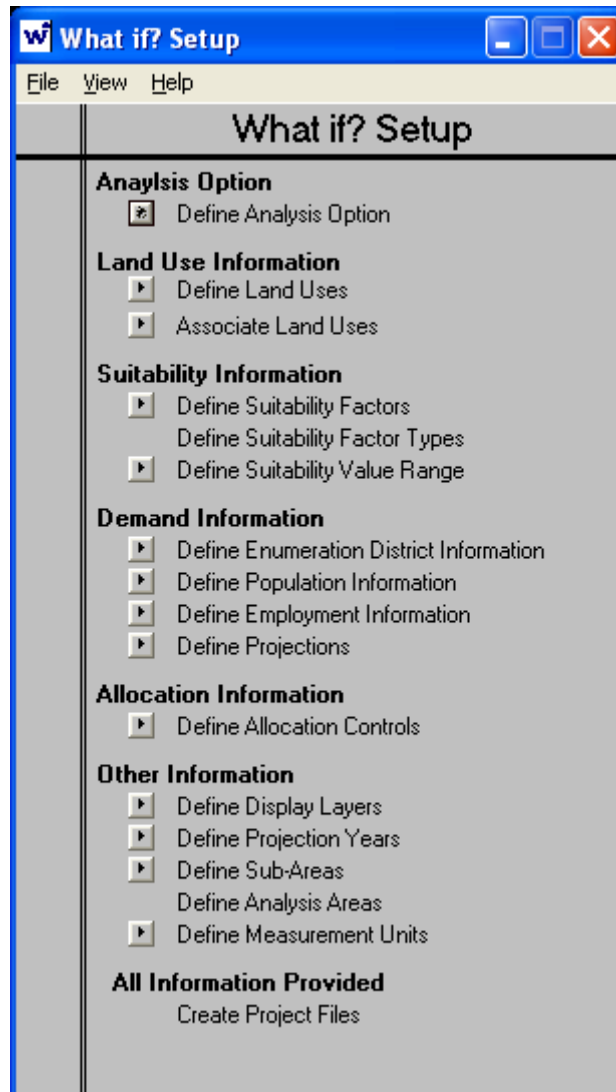 What if? Setup
File View Help
What if? Setup
Anaylsis Option
Define Analysis Option
Land Use Information
Define Land Uses
Associate Land Uses
Suitability Information
Define Suitability Factors
Define Suitability Factor Types
Define Suitability Value Range
Demand Information
Define Enumeration District Information
Define Population Information
Define Employment Information
Define Projections
Allocation Information
Define Allocation Controls
Other Information
Define Display Layers
Define Projection Years
Define Sub-Areas
Define Analysis Areas
Define Measurement Units
All Information Provided
Create Project Files